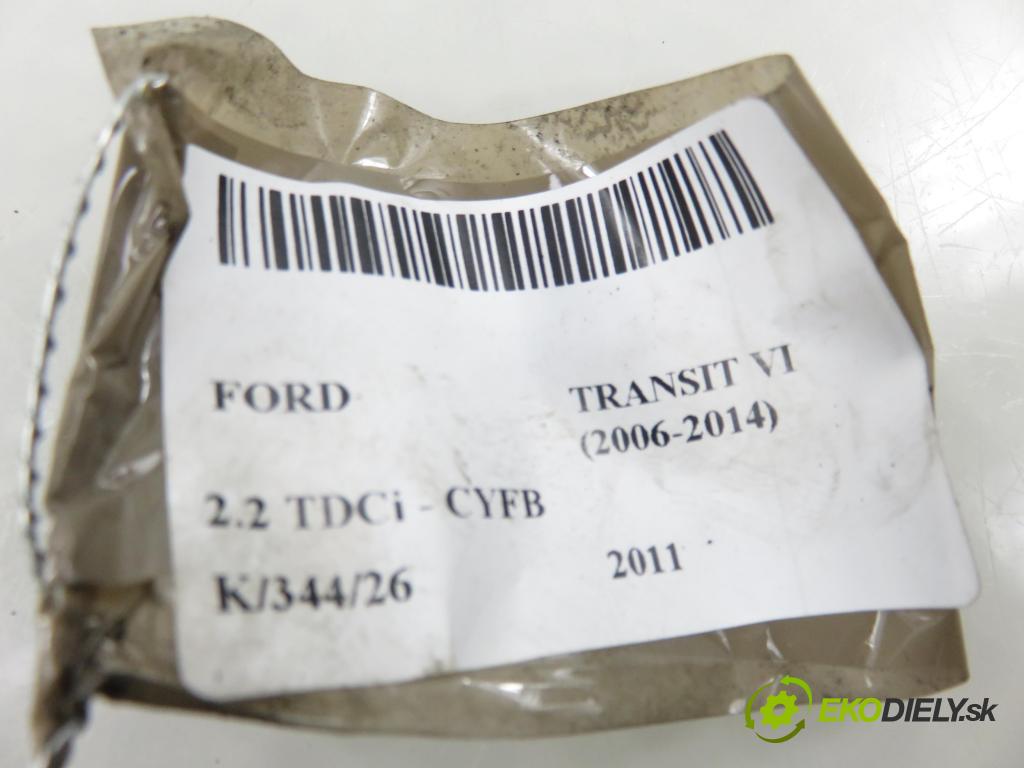 FORD
TRANSIT VI
(2006-2014)
2.2 TDCi - CYFB
K/344/26
2011
EKODIELY.sk